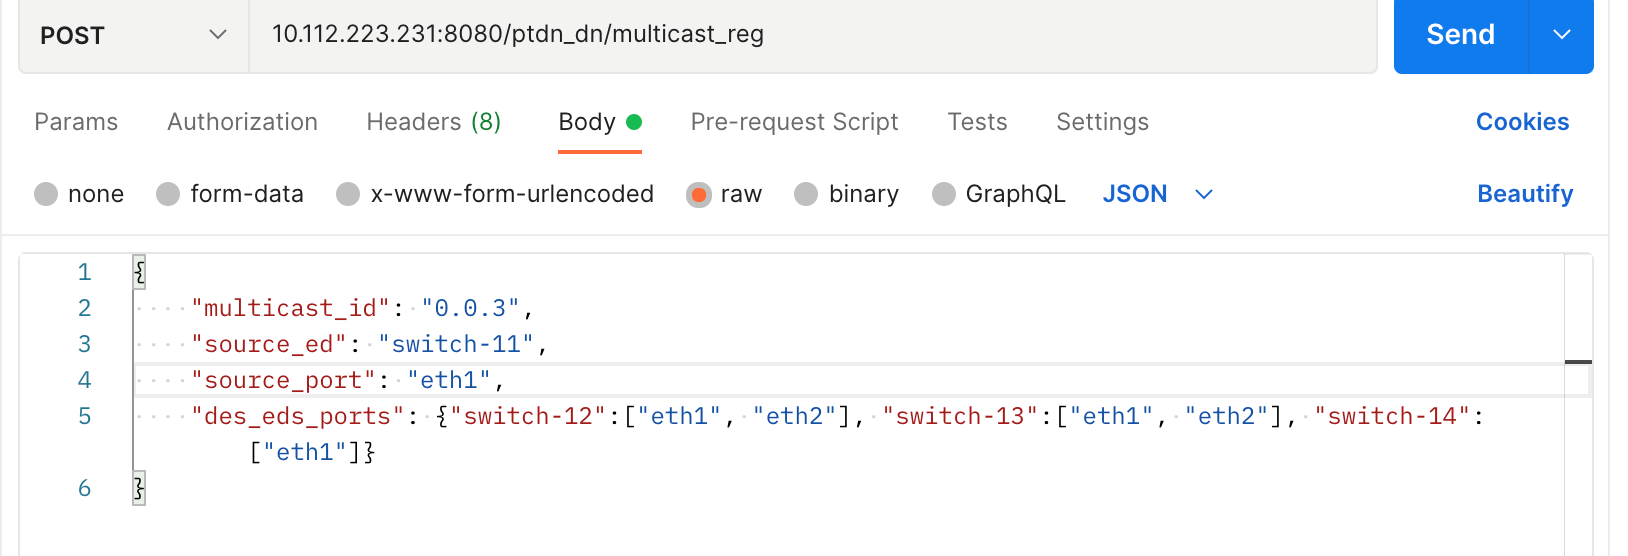 POST 10.112.223.231:8080/ptdn_dn/multicast_reg Send
Params Authorization Headers (8) Body Pre-request Script Tests Settings Cookies
none form-data x-www-form-urlencoded raw binary GraphQL JSON Beautify
1 {
2 "multicast_id": "0.0.3",
3 "source_ed": "switch-11",
4 "source_port": "eth1",
5 "des_eds_ports": {"switch-12":["eth1", "eth2"], "switch-13":["eth1", "eth2"], "switch-14":
["eth1"]}
6 }